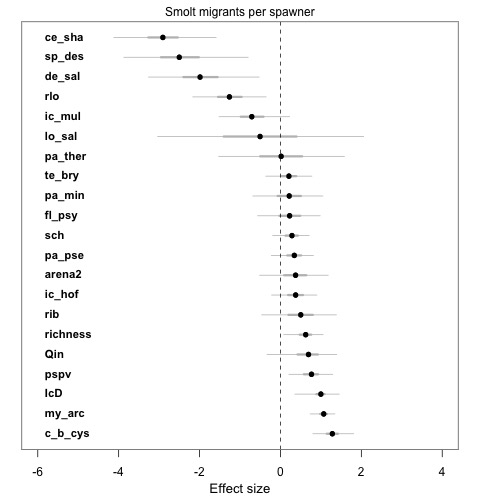 Smolt migrants per spawner
ce_sha
sp_des
de_sal
rlo
ic_mul
lo_sal
pa_ther
te_bry
pa_min
fl_psy
sch
pa_pse
arena2
ic_hof
rib
richness
Qin
pspv
IcD
my_arc
c_b_cys
-6 -4 -2 0 2 4
Effect size